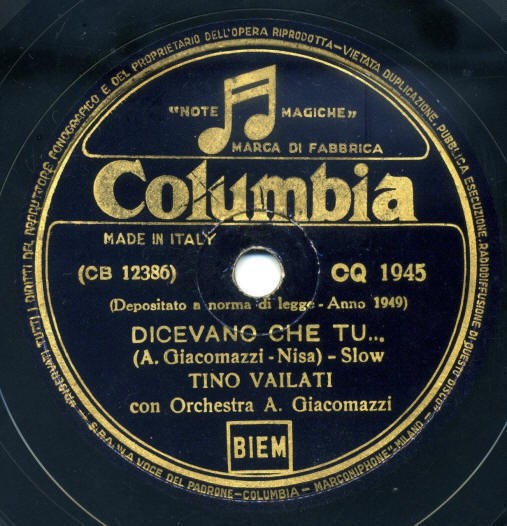 RISERVATI TUTTI I DIRITTI DEL PRODUTTORE FONOGRAFICO E DEL PROPRIETARIO DELL'OPERA RIPRODOTTA - VIETATA DUPLICAZIONE, PUBBLICA ESECUZIONE, RADIODIFFUSIONE DI QUESTO DISCO
"NOTE MAGICHE"
MARCA DI FABBRICA
Columbia
MADE IN ITALY
(CB 12386) CQ 1945
(Depositato a norma di legge - Anno 1949)
DICEVANO CHE TU...
(A. Giacomazzi - Nisa) - Slow
TINO VAILATI
con Orchestra A. Giacomazzi
BIEM
S.P.A. "LA VOCE DEL PADRONE - COLUMBIA - MARCONIPHONE" MILANO